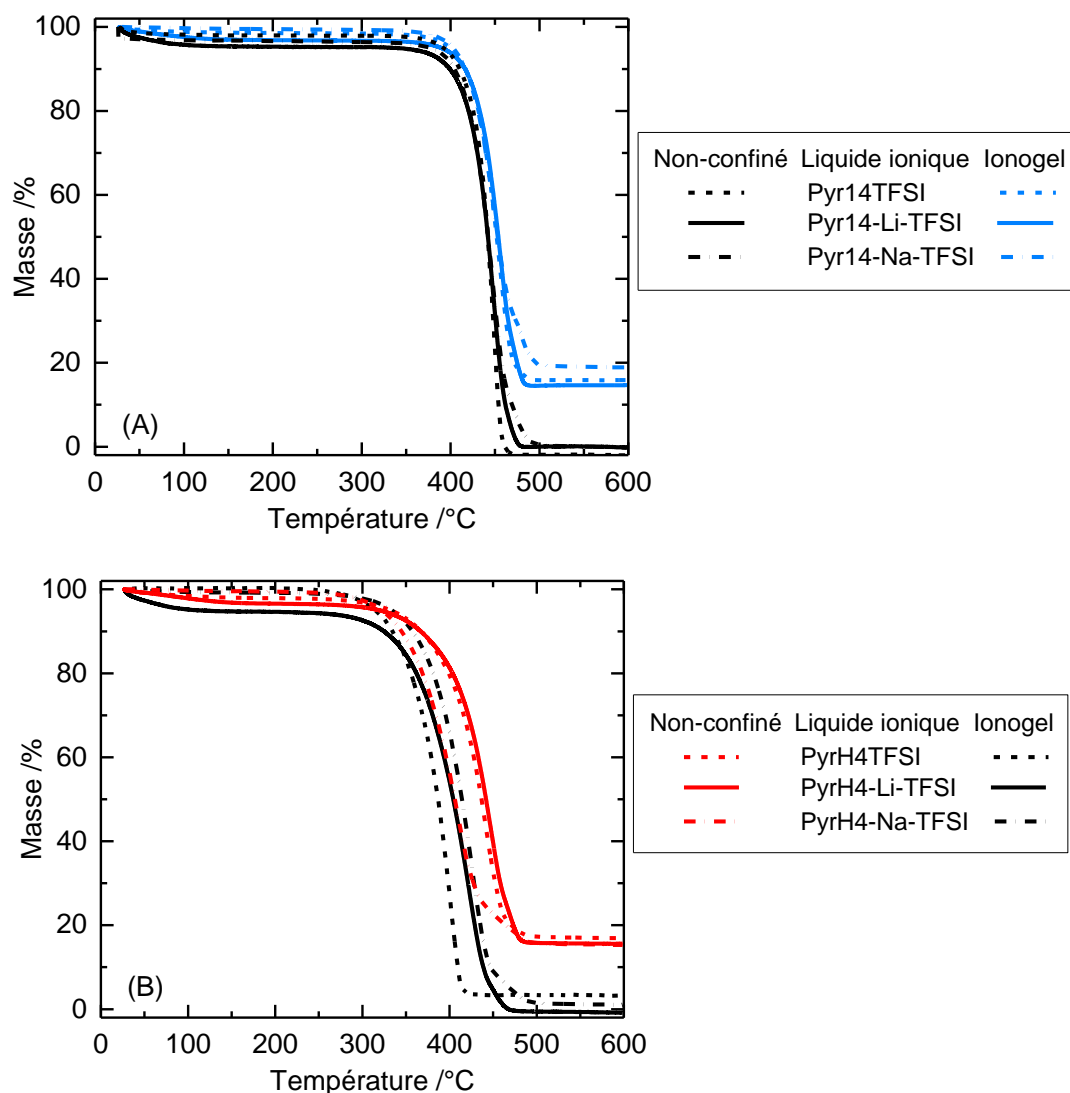 100
80
60
40
20
0
Masse /%
(A)
0 100 200 300 400 500 600
Température /°C
Non-confiné Liquide ionique Ionogel
Pyr14TFSI
Pyr14-Li-TFSI
Pyr14-Na-TFSI
100
80
60
40
20
0
Masse /%
(B)
0 100 200 300 400 500 600
Température /°C
Non-confiné Liquide ionique Ionogel
PyrH4TFSI
PyrH4-Li-TFSI
PyrH4-Na-TFSI